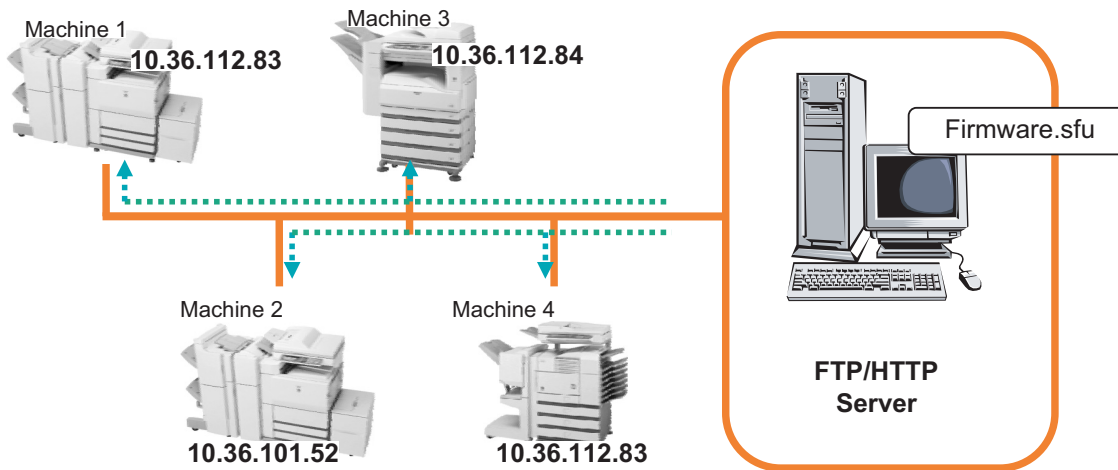 Machine 1
10.36.112.83
Machine 3
10.36.112.84
Firmware.sfu
Machine 2
10.36.101.52
Machine 4
10.36.112.83
FTP/HTTP
Server